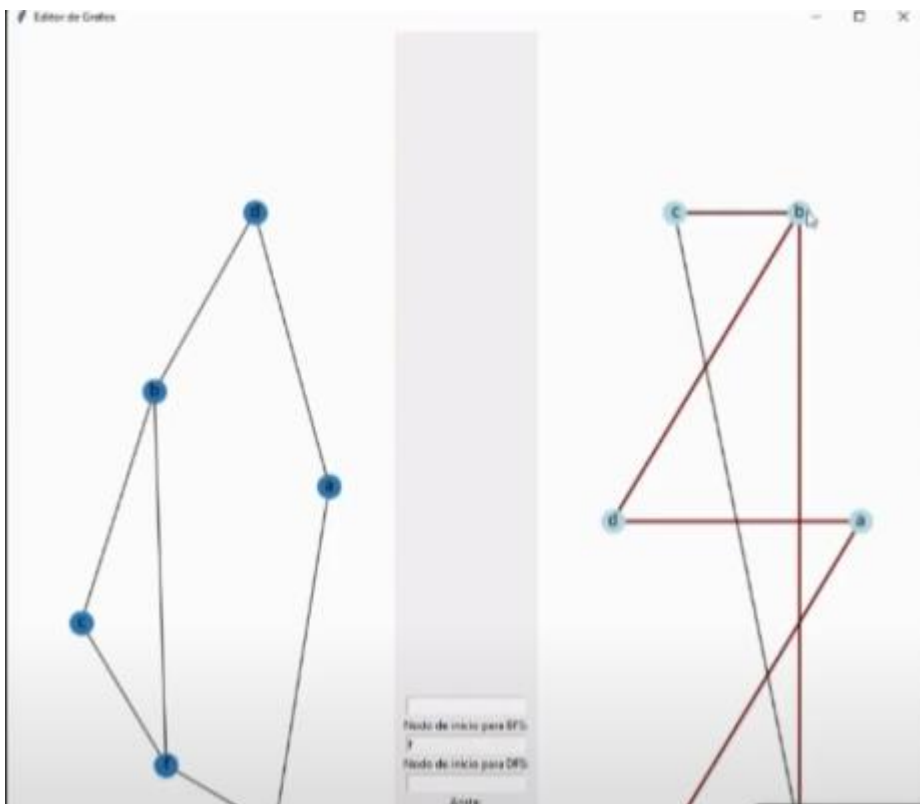 Editor de Grafos
d
c
b
b
a
d
a
c
Nodo de inicio para BFS:
f
f
Nodo de inicio para DFS: